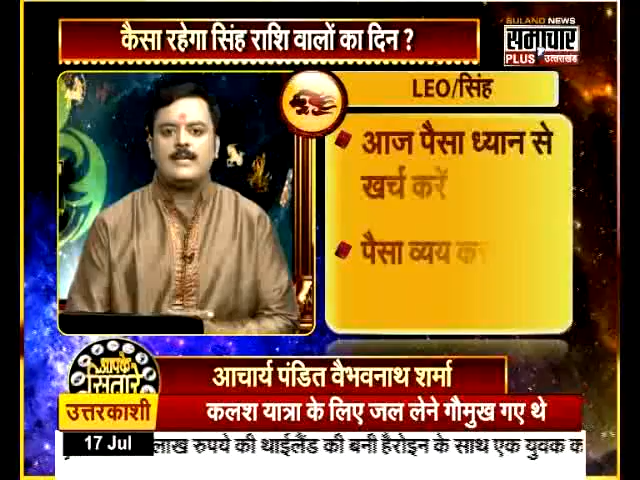 कैसा रहेगा सिंह राशि वालों का दिन ?
SULAND NEWS
समाचार
PLUS उत्तराखंड
LEO/सिंह
आज पैसा ध्यान से
खर्च करें
पैसा व्यय
आपके
सितारे
आचार्य पंडित वैभवनाथ शर्मा
उत्तरकाशी
कलश यात्रा के लिए जल लेने गौमुख गए थे
17 Jul
लाख रुपये की थाईलैंड की बनी हैरोइन के साथ एक युवक